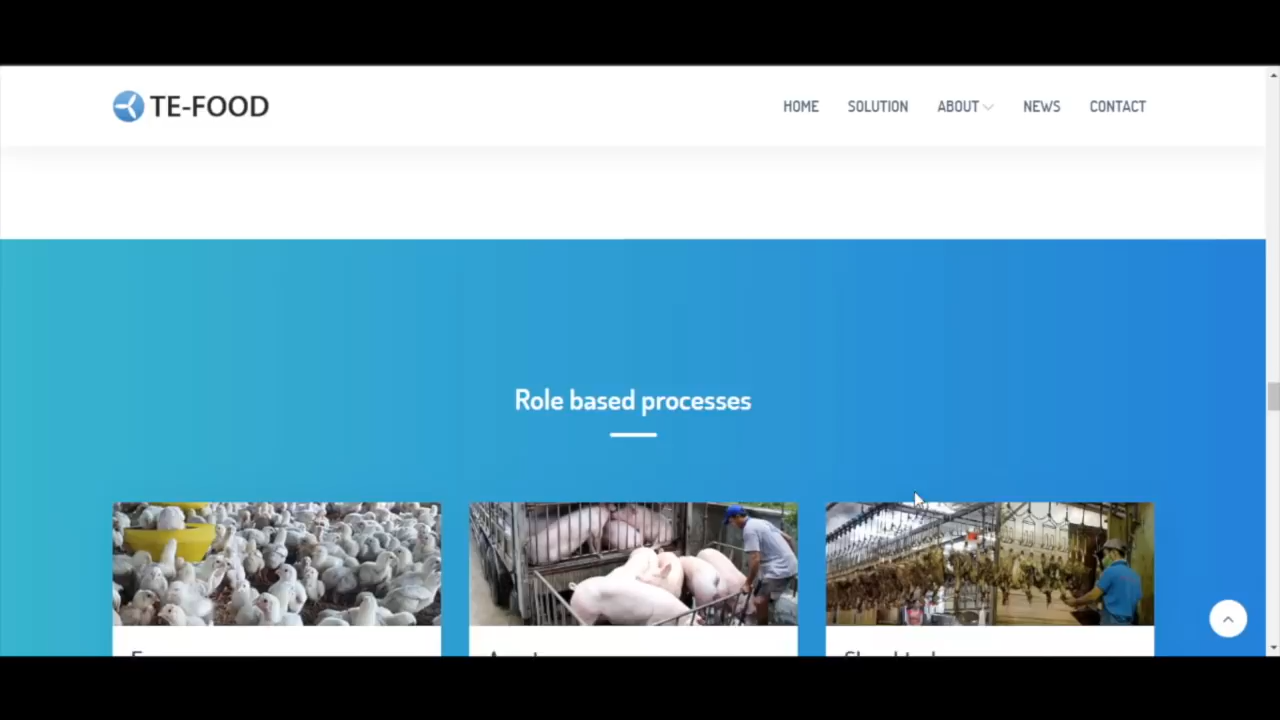 TE-FOOD
HOME
SOLUTION
ABOUT
NEWS
CONTACT
Role based processes